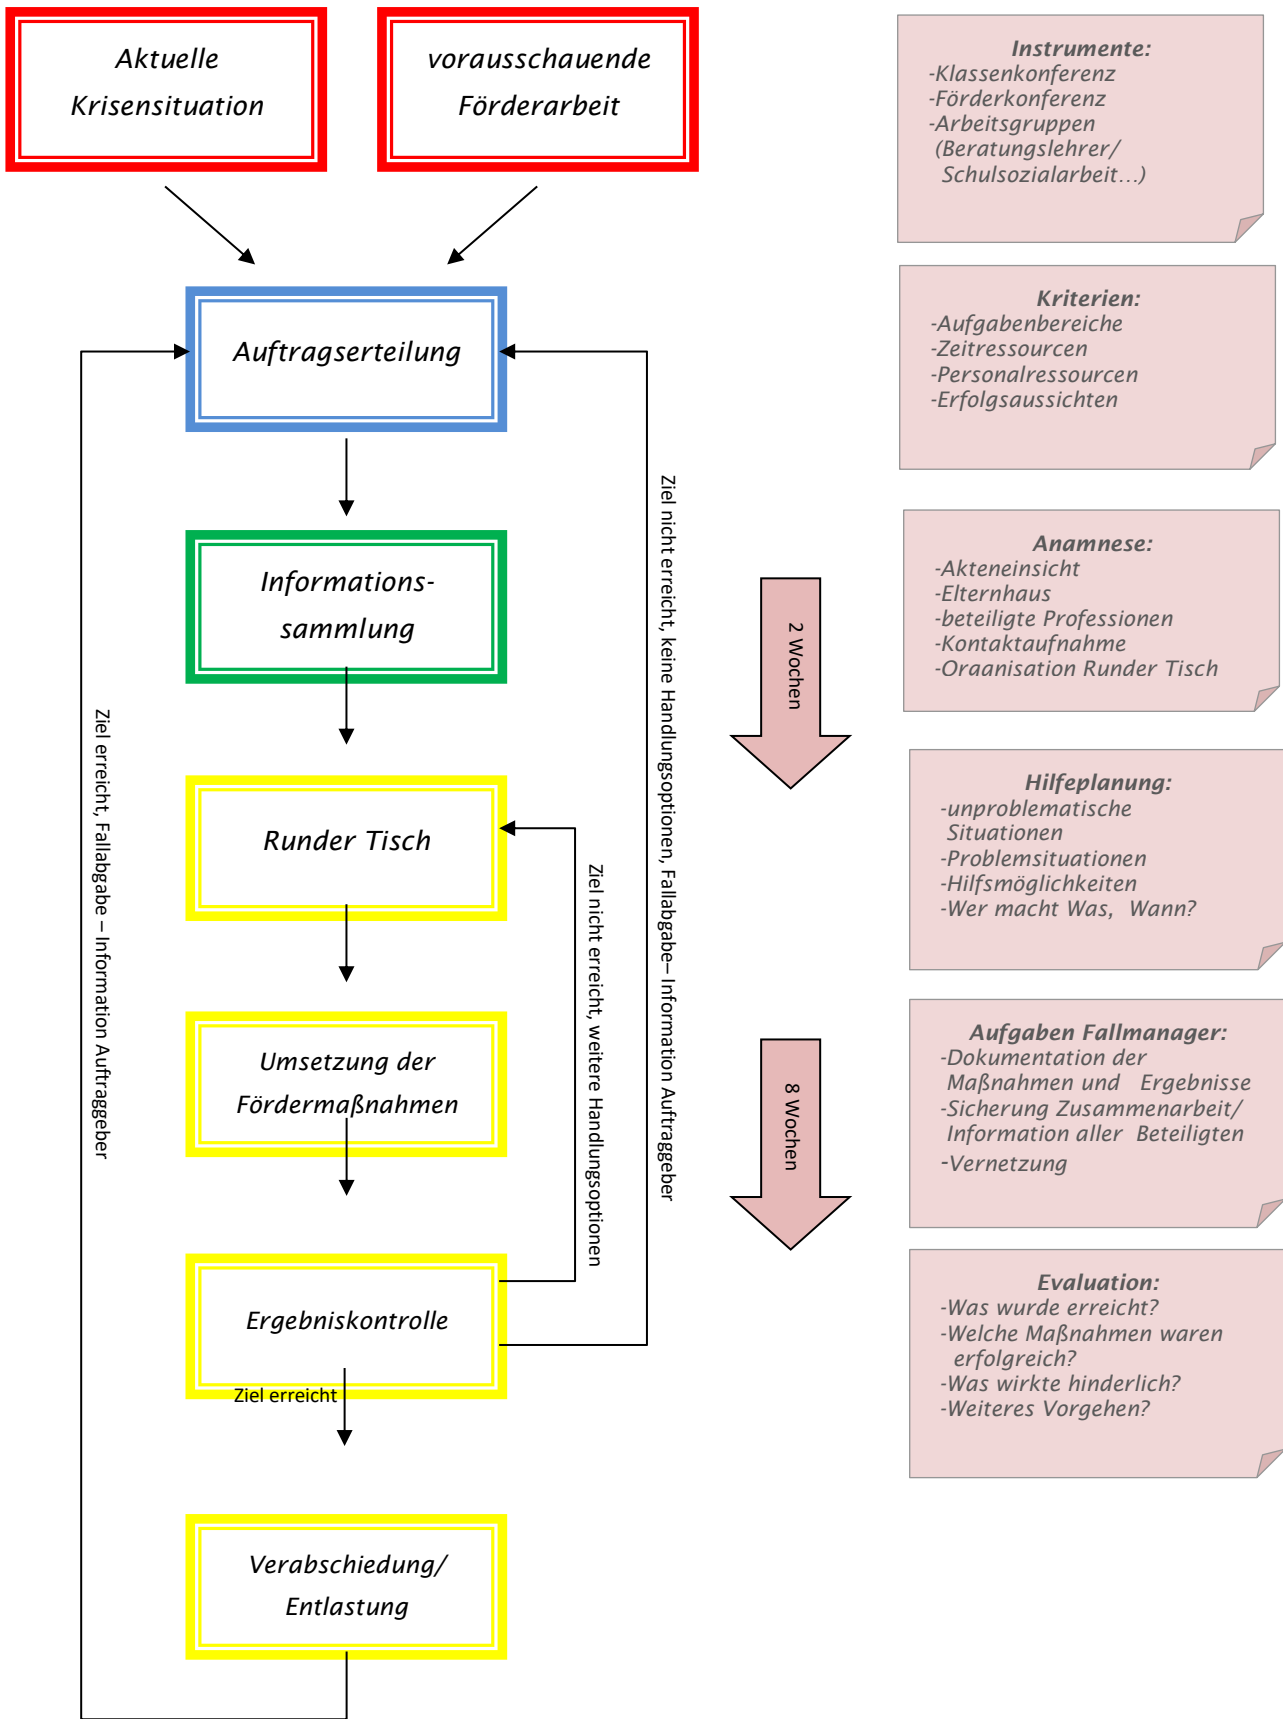 Aktuelle
Krisensituation
vorausschauende
Förderarbeit
Auftragserteilung
Informations-
sammlung
Runder Tisch
Umsetzung der
Fördermaßnahmen
Ergebniskontrolle
Ziel erreicht
Verabschiedung/
Entlastung
Ziel erreicht, Fallabgabe – Information Auftraggeber
Ziel nicht erreicht, weitere Handlungsoptionen
Ziel nicht erreicht, keine Handlungsoptionen, Fallabgabe– Information Auftraggeber
2 Wochen
8 Wochen
Instrumente:
-Klassenkonferenz
-Förderkonferenz
-Arbeitsgruppen
(Beratungslehrer/
Schulsozialarbeit…)
Kriterien:
-Aufgabenbereiche
-Zeitressourcen
-Personalressourcen
-Erfolgsaussichten
Anamnese:
-Akteneinsicht
-Elternhaus
-beteiligte Professionen
-Kontaktaufnahme
-Oraanisation Runder Tisch
Hilfeplanung:
-unproblematische
Situationen
-Problemsituationen
-Hilfsmöglichkeiten
-Wer macht Was, Wann?
Aufgaben Fallmanager:
-Dokumentation der
Maßnahmen und Ergebnisse
-Sicherung Zusammenarbeit/
Information aller Beteiligten
-Vernetzung
Evaluation:
-Was wurde erreicht?
-Welche Maßnahmen waren
erfolgreich?
-Was wirkte hinderlich?
-Weiteres Vorgehen?